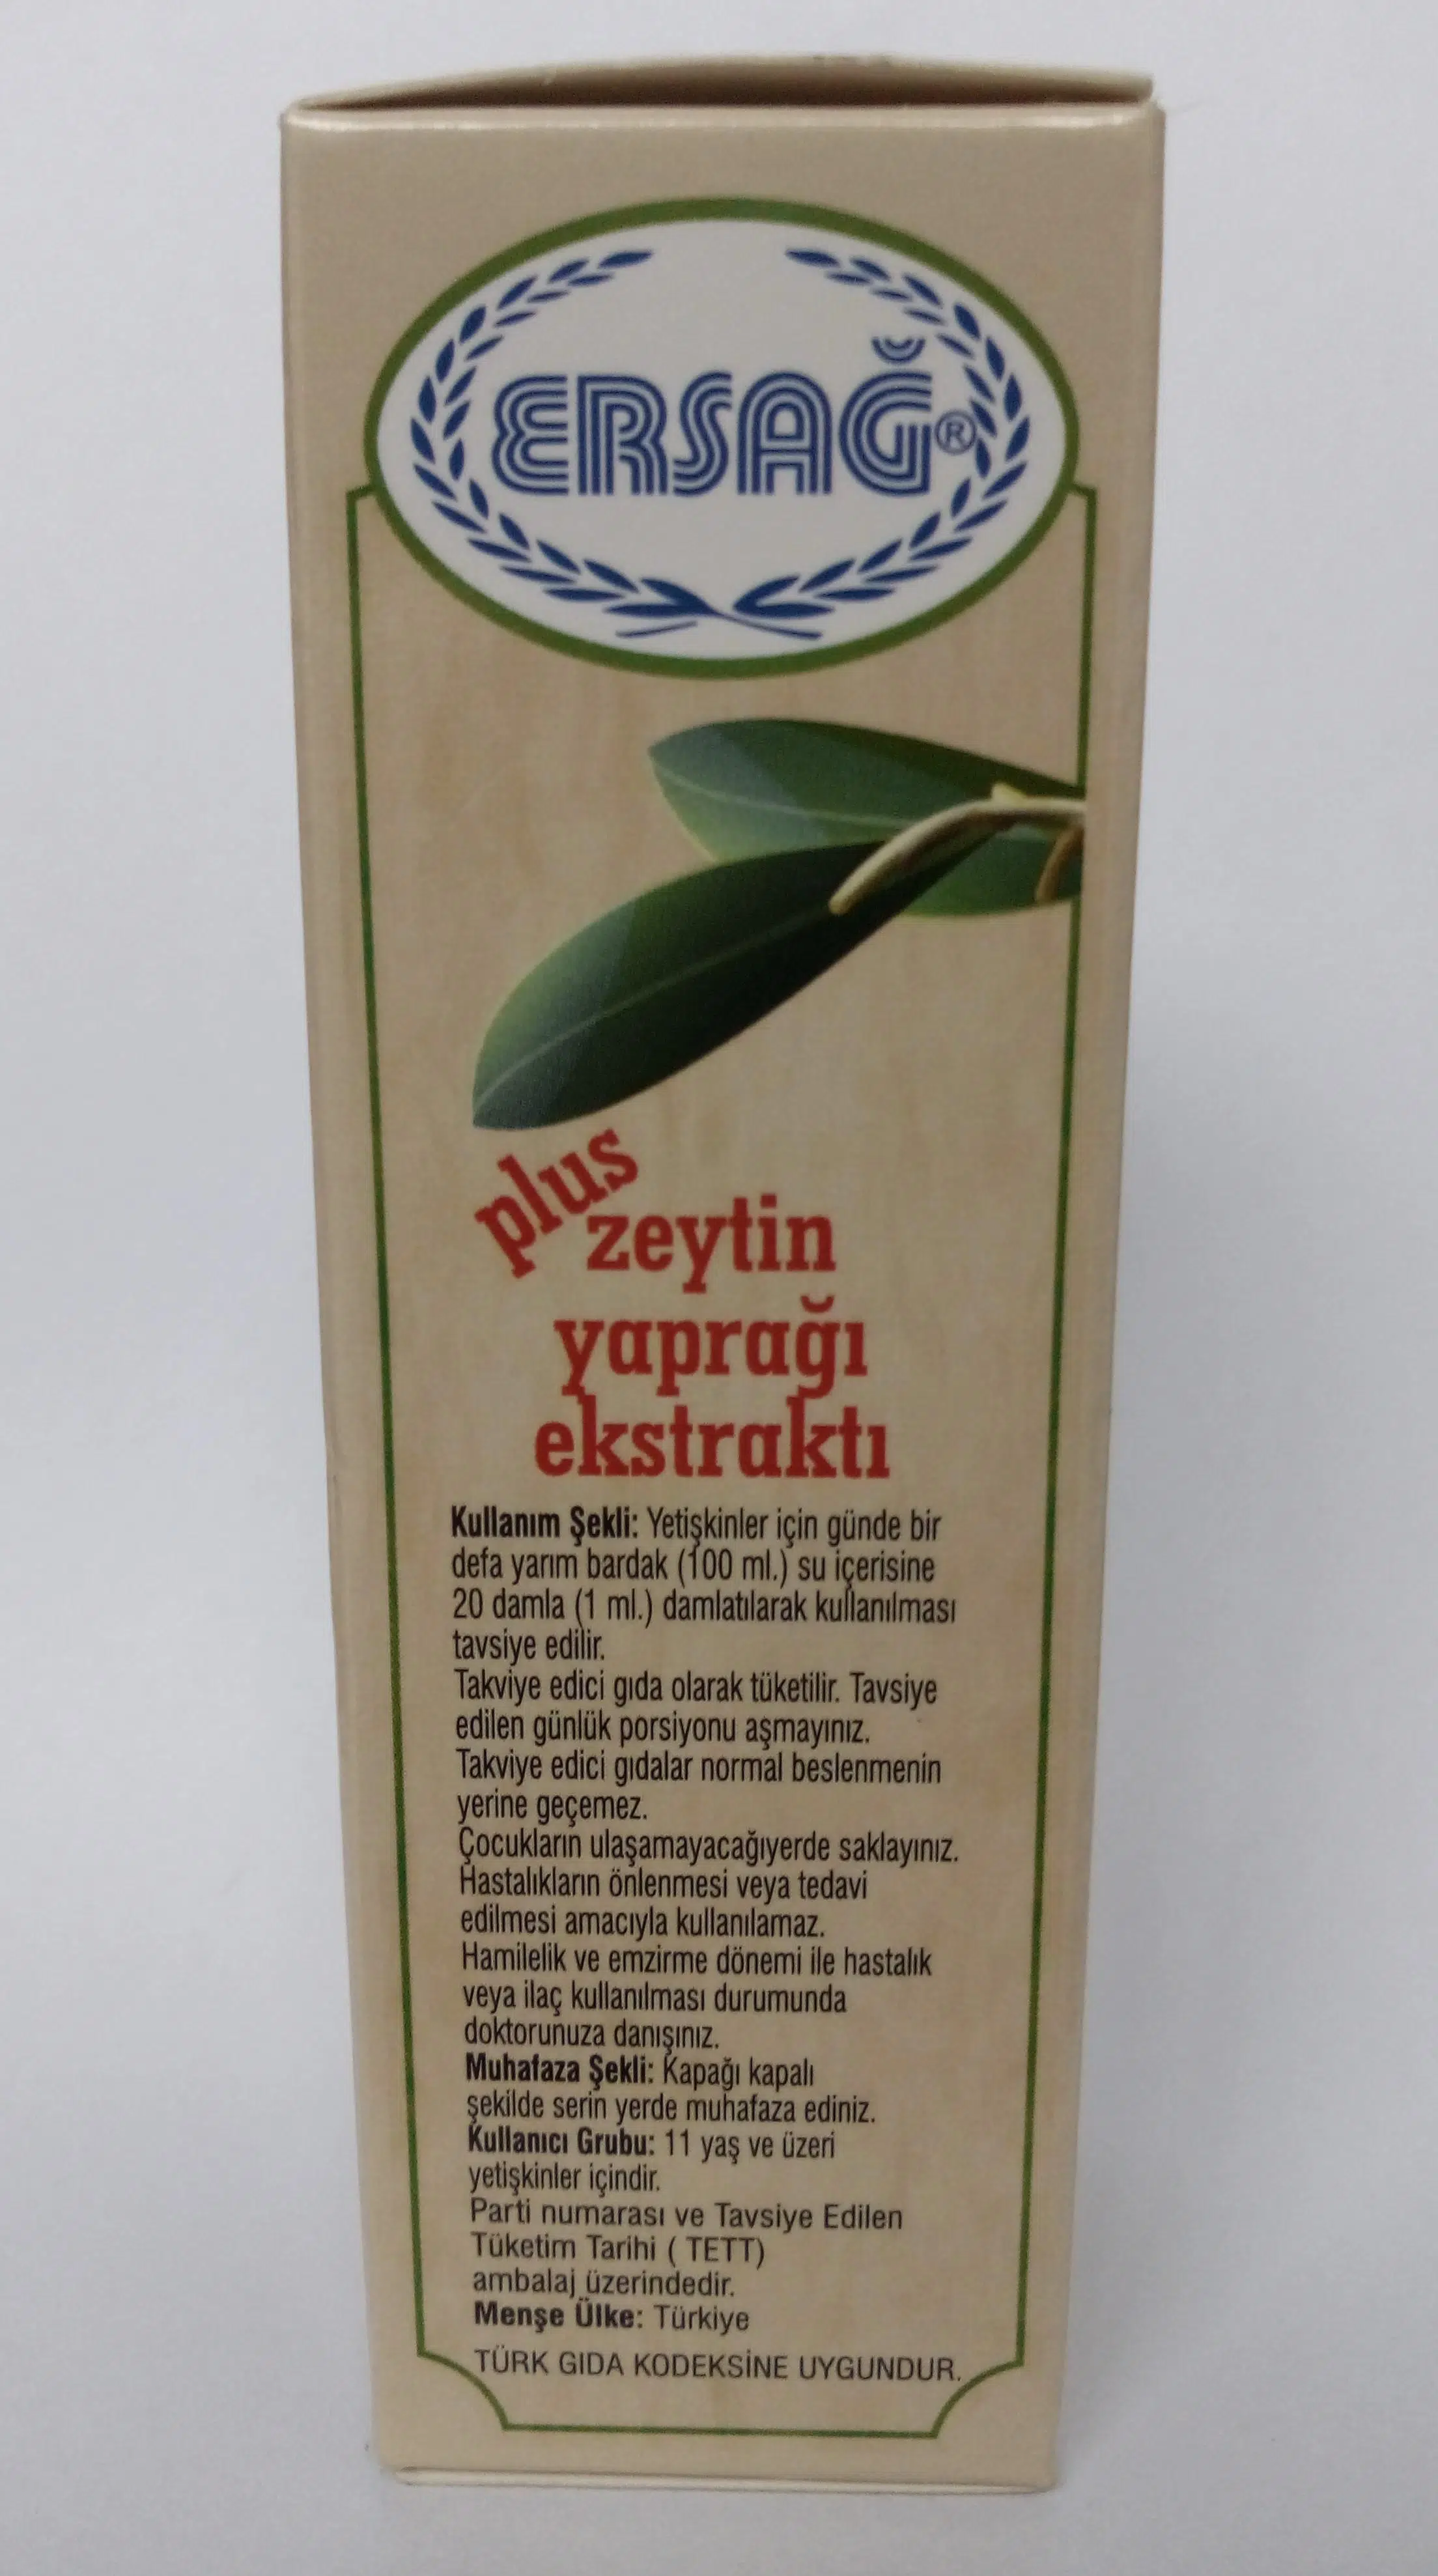 ERSAĞ®
plus
zeytin
yaprağı
ekstraktı
Kullanım Şekli: Yetişkinler için günde bir
defa yarım bardak (100 ml.) su içerisine
20 damla (1 ml.) damlatılarak kullanılması
tavsiye edilir.
Takviye edici gıda olarak tüketilir. Tavsiye
edilen günlük porsiyonu aşmayınız.
Takviye edici gıdalar normal beslenmenin
yerine geçemez.
Çocukların ulaşamayacağıyerde saklayınız.
Hastalıkların önlenmesi veya tedavi
edilmesi amacıyla kullanılamaz.
Hamilelik ve emzirme dönemi ile hastalık
veya ilaç kullanılması durumunda
doktorunuza danışınız.
Muhafaza Şekli: Kapağı kapalı
şekilde serin yerde muhafaza ediniz.
Kullanıcı Grubu: 11 yaş ve üzeri
yetişkinler içindir.
Parti numarası ve Tavsiye Edilen
Tüketim Tarihi ( TETT)
ambalaj üzerindedir.
Menşe Ülke: Türkiye
TÜRK GIDA KODEKSİNE UYGUNDUR.